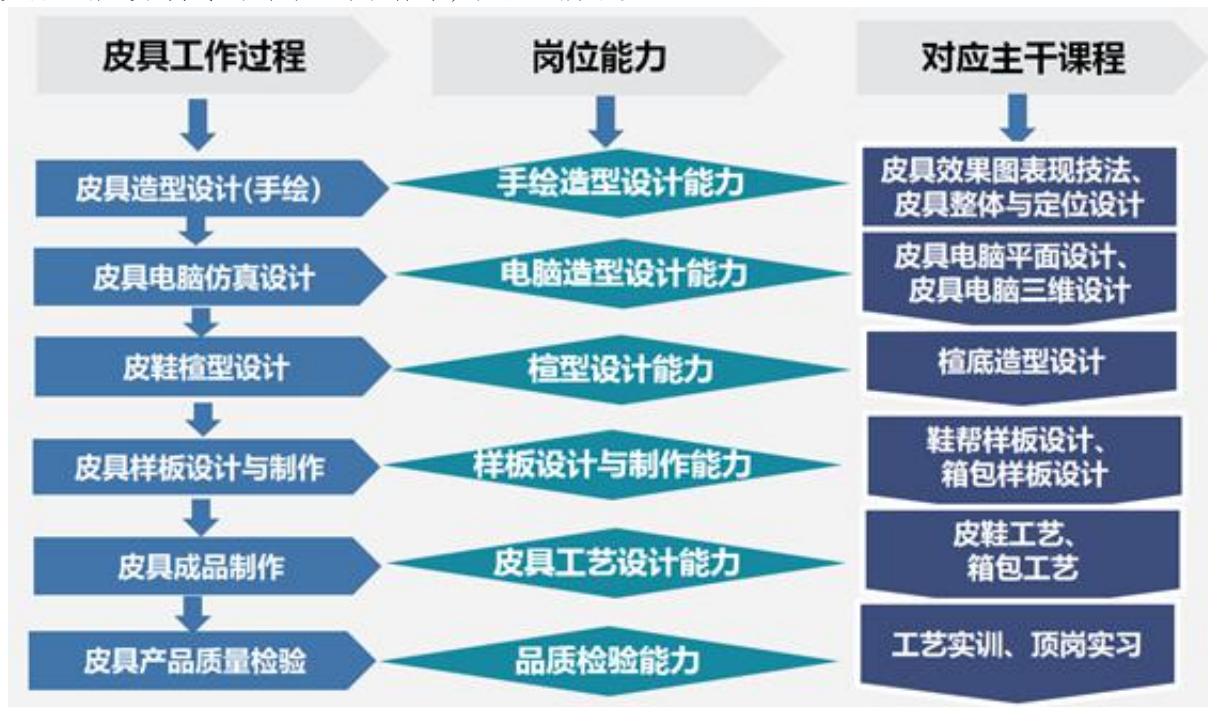 皮具工作过程
岗位能力
对应主干课程
皮具造型设计(手绘)
手绘造型设计能力
皮具效果图表现技法、
皮具整体与定位设计
皮具电脑仿真设计
电脑造型设计能力
皮具电脑平面设计、
皮具电脑三维设计
皮鞋楦型设计
楦型设计能力
楦底造型设计
皮具样板设计与制作
样板设计与制作能力
鞋帮样板设计、
箱包样板设计
皮具成品制作
皮具工艺设计能力
皮鞋工艺、
箱包工艺
皮具产品质量检验
品质检验能力
工艺实训、顶岗实习